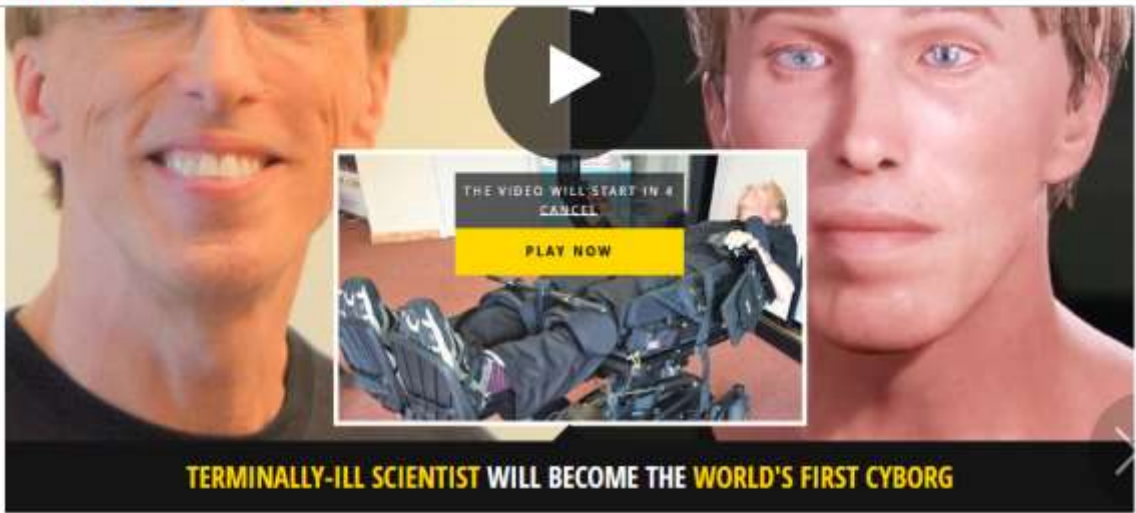 THE VIDEO WILL START IN 4
CANCEL
PLAY NOW
TERMINALLY-ILL SCIENTIST WILL BECOME THE WORLD'S FIRST CYBORG